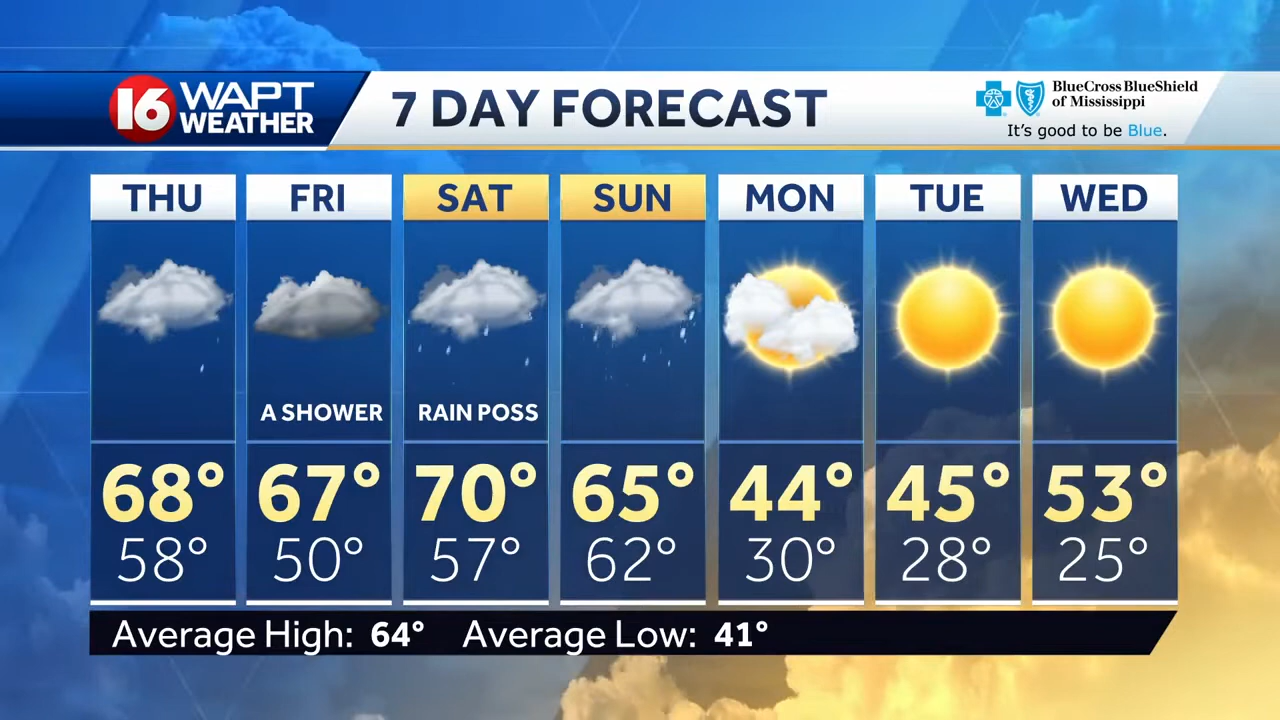 16 WAPT WEATHER
7 DAY FORECAST
BlueCross BlueShield
of Mississippi
It's good to be Blue.
THU FRI SAT SUN MON TUE WED
A SHOWER RAIN POSS
68° 67° 70° 65° 44° 45° 53°
58° 50° 57° 62° 30° 28° 25°
Average High: 64° Average Low: 41°